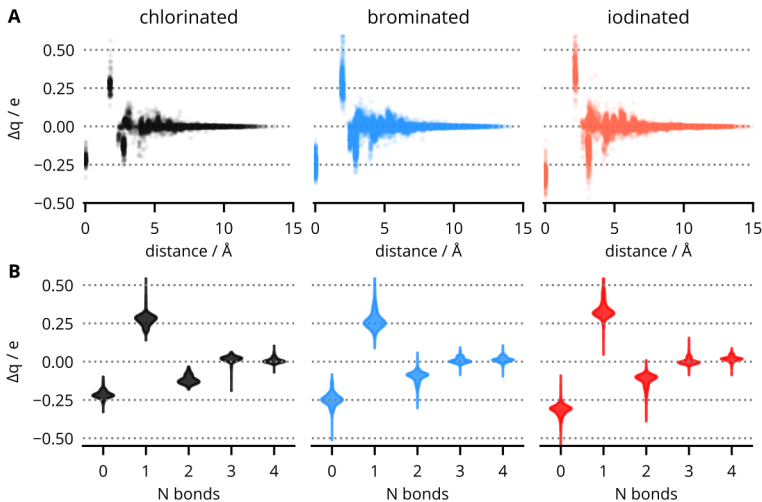 A chlorinated brominated iodinated
0.50
0.25
0.00
−0.25
−0.50
Δq / e
0 5 10 15 0 5 10 15 0 5 10 15
distance / Å distance / Å distance / Å
B
0.50
0.25
0.00
−0.25
−0.50
Δq / e
0 1 2 3 4 0 1 2 3 4 0 1 2 3 4
N bonds N bonds N bonds